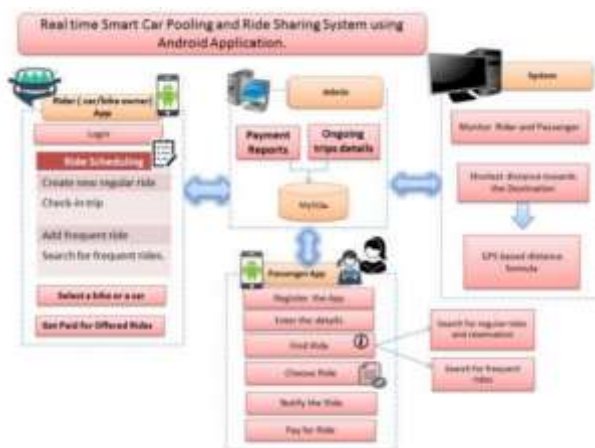 Real time Smart Car Pooling and Ride Sharing System using
Android Application.
Rider ( car/bike owner)
App
Login
Ride Scheduling
Create new regular ride
Check-in trip
Add frequent ride
Search for frequent rides.
Select a bike or a car
Get Paid for Offered Rides
Admin
Payment
Reports
Ongoing
trips details
MySQL
System
Monitor Rider and Passenger
Shortest distance towards
the Destination
GPS based distance
formula
Passenger App
Register the App
Enter the details
Find Ride
Choose Ride
Notify the Ride
Pay for Ride
Search for regular rides
and reservation
Search for frequent
rides